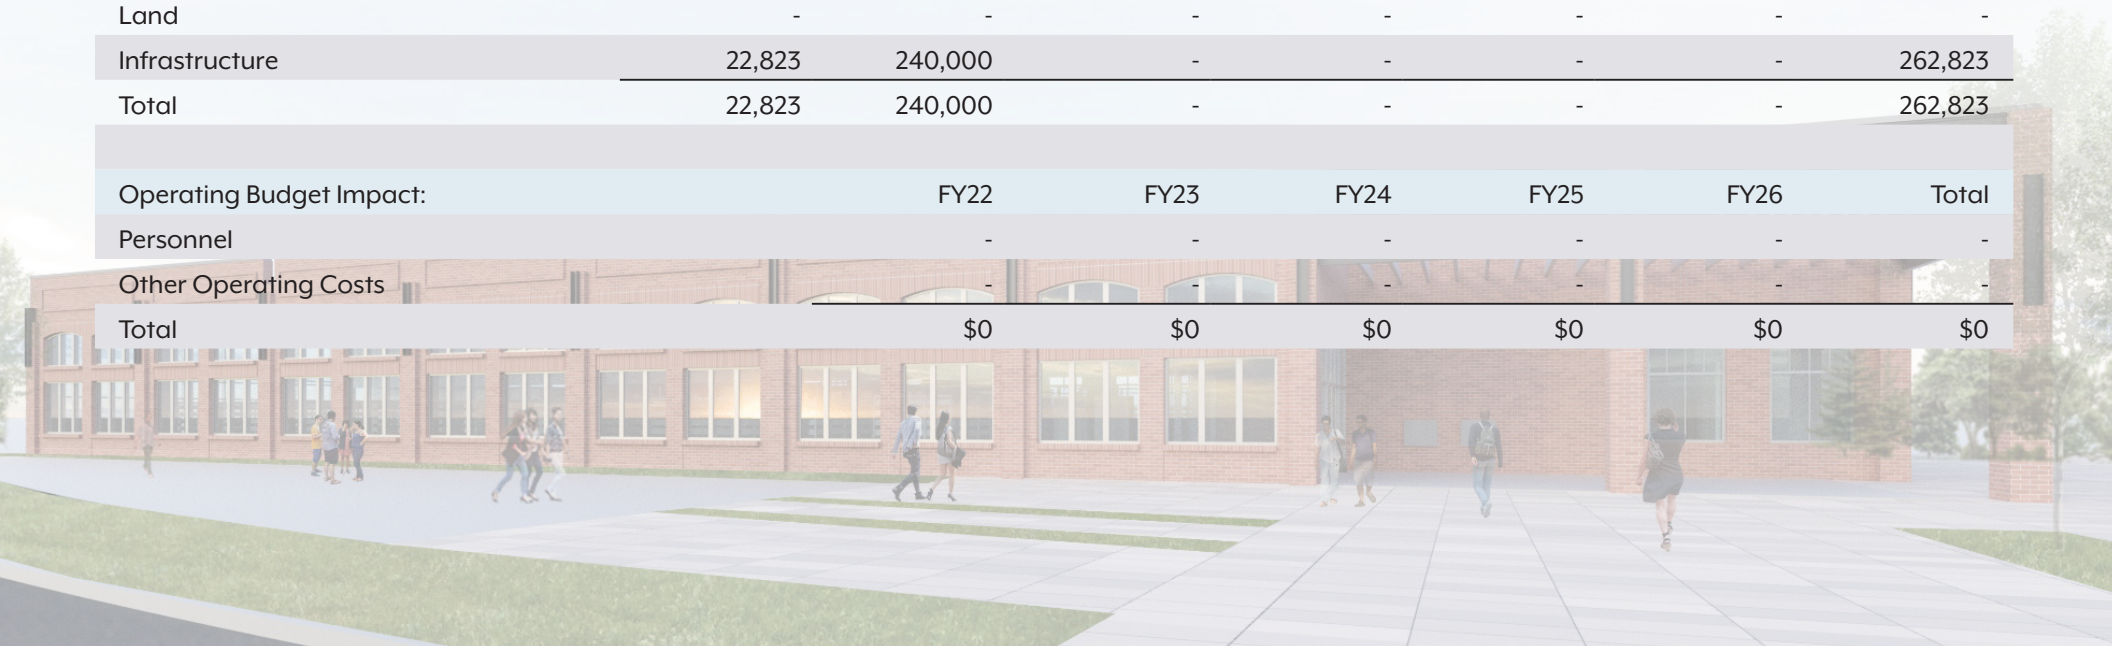 Land - - - - - - -
Infrastructure 22,823 240,000 - - - - 262,823
Total 22,823 240,000 - - - - 262,823
Operating Budget Impact: FY22 FY23 FY24 FY25 FY26 Total
Personnel - - - - - -
Other Operating Costs - - - - - -
Total $0 $0 $0 $0 $0 $0